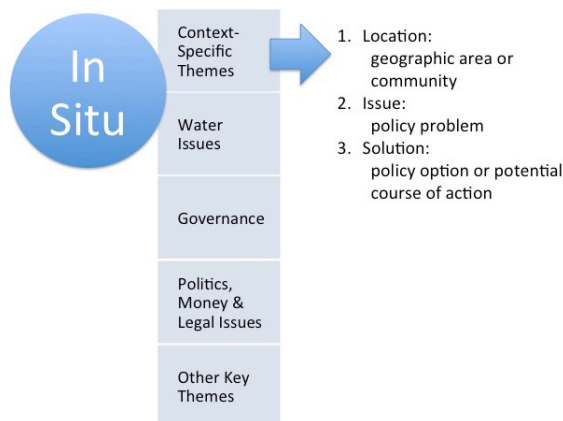 In
Situ
Context-
Specific
Themes
Water
Issues
Governance
Politics,
Money &
Legal Issues
Other Key
Themes
1. Location:
geographic area or
community
2. Issue:
policy problem
3. Solution:
policy option or potential
course of action